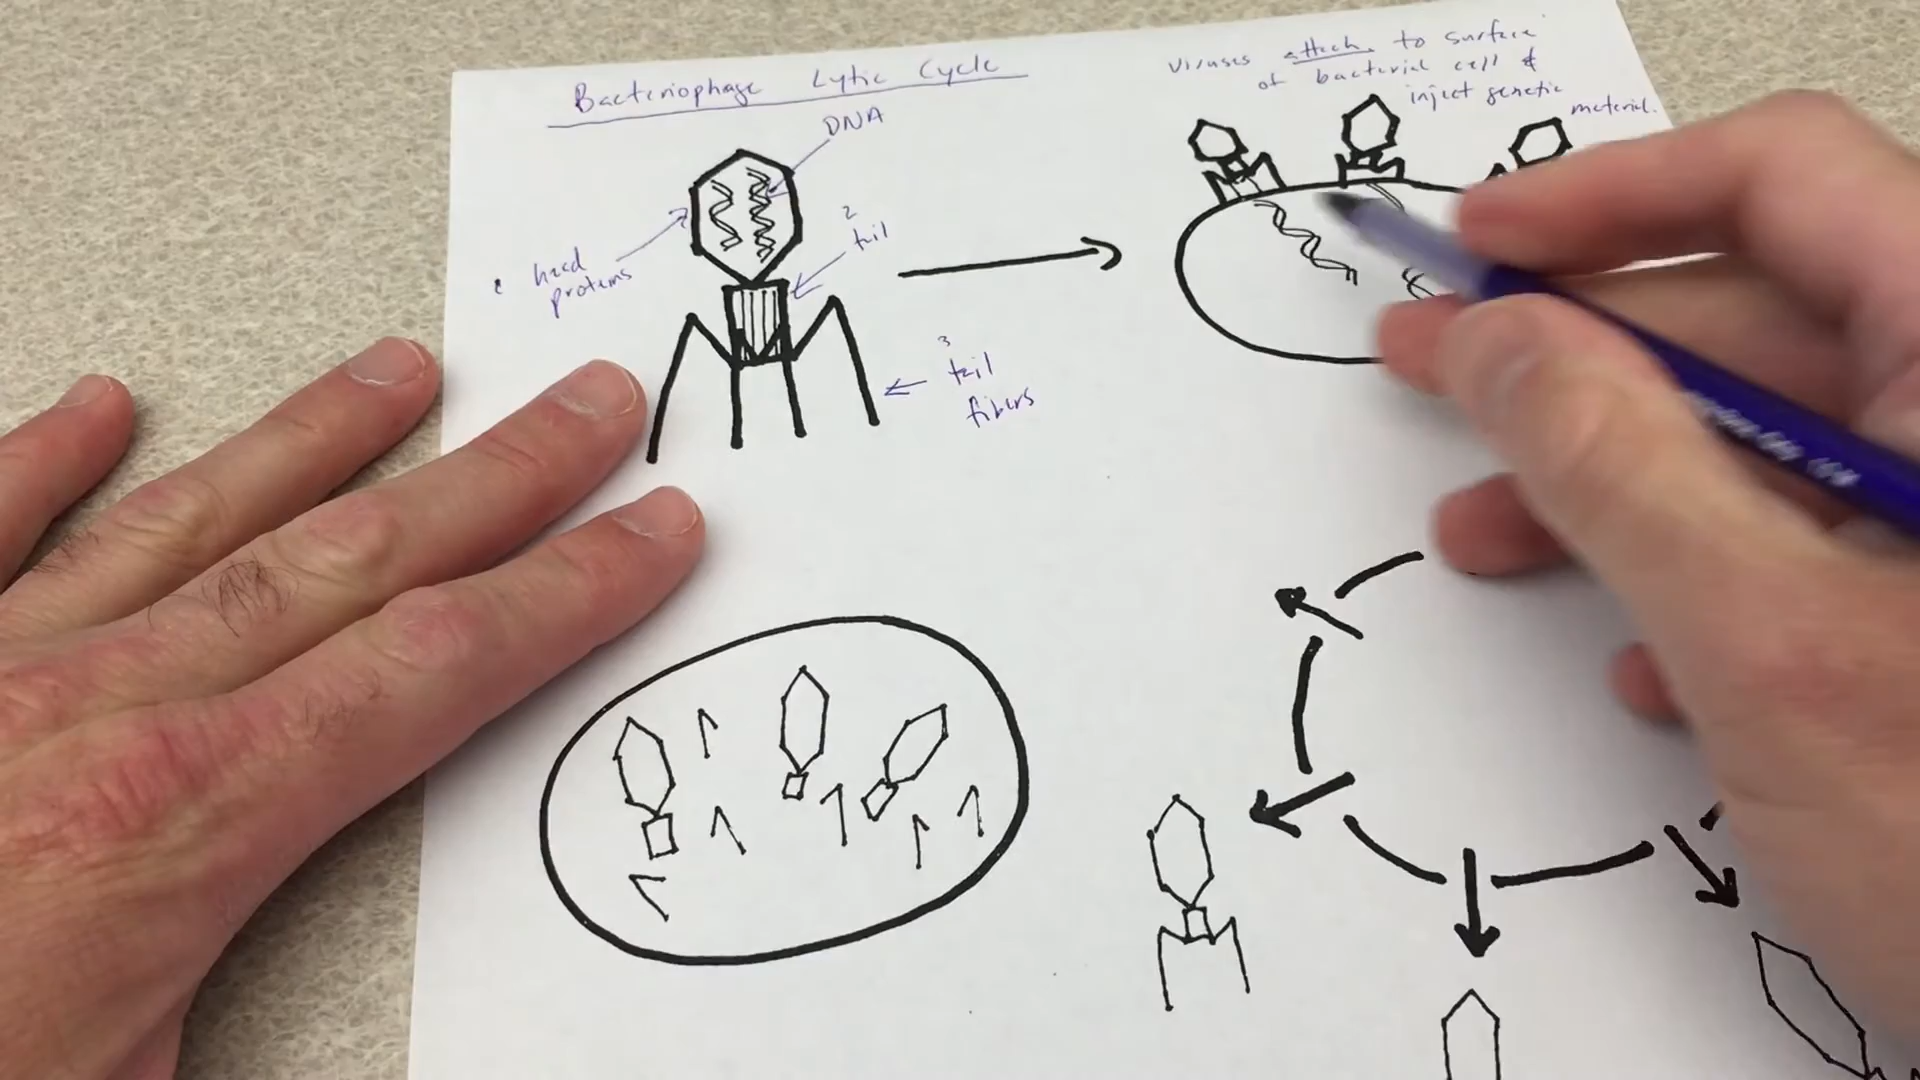 Bacteriophage Lytic Cycle
DNA
1 head
proteins
2
tail
3
tail
fibers
viruses attach to surface
of bacterial cell &
inject genetic
material.